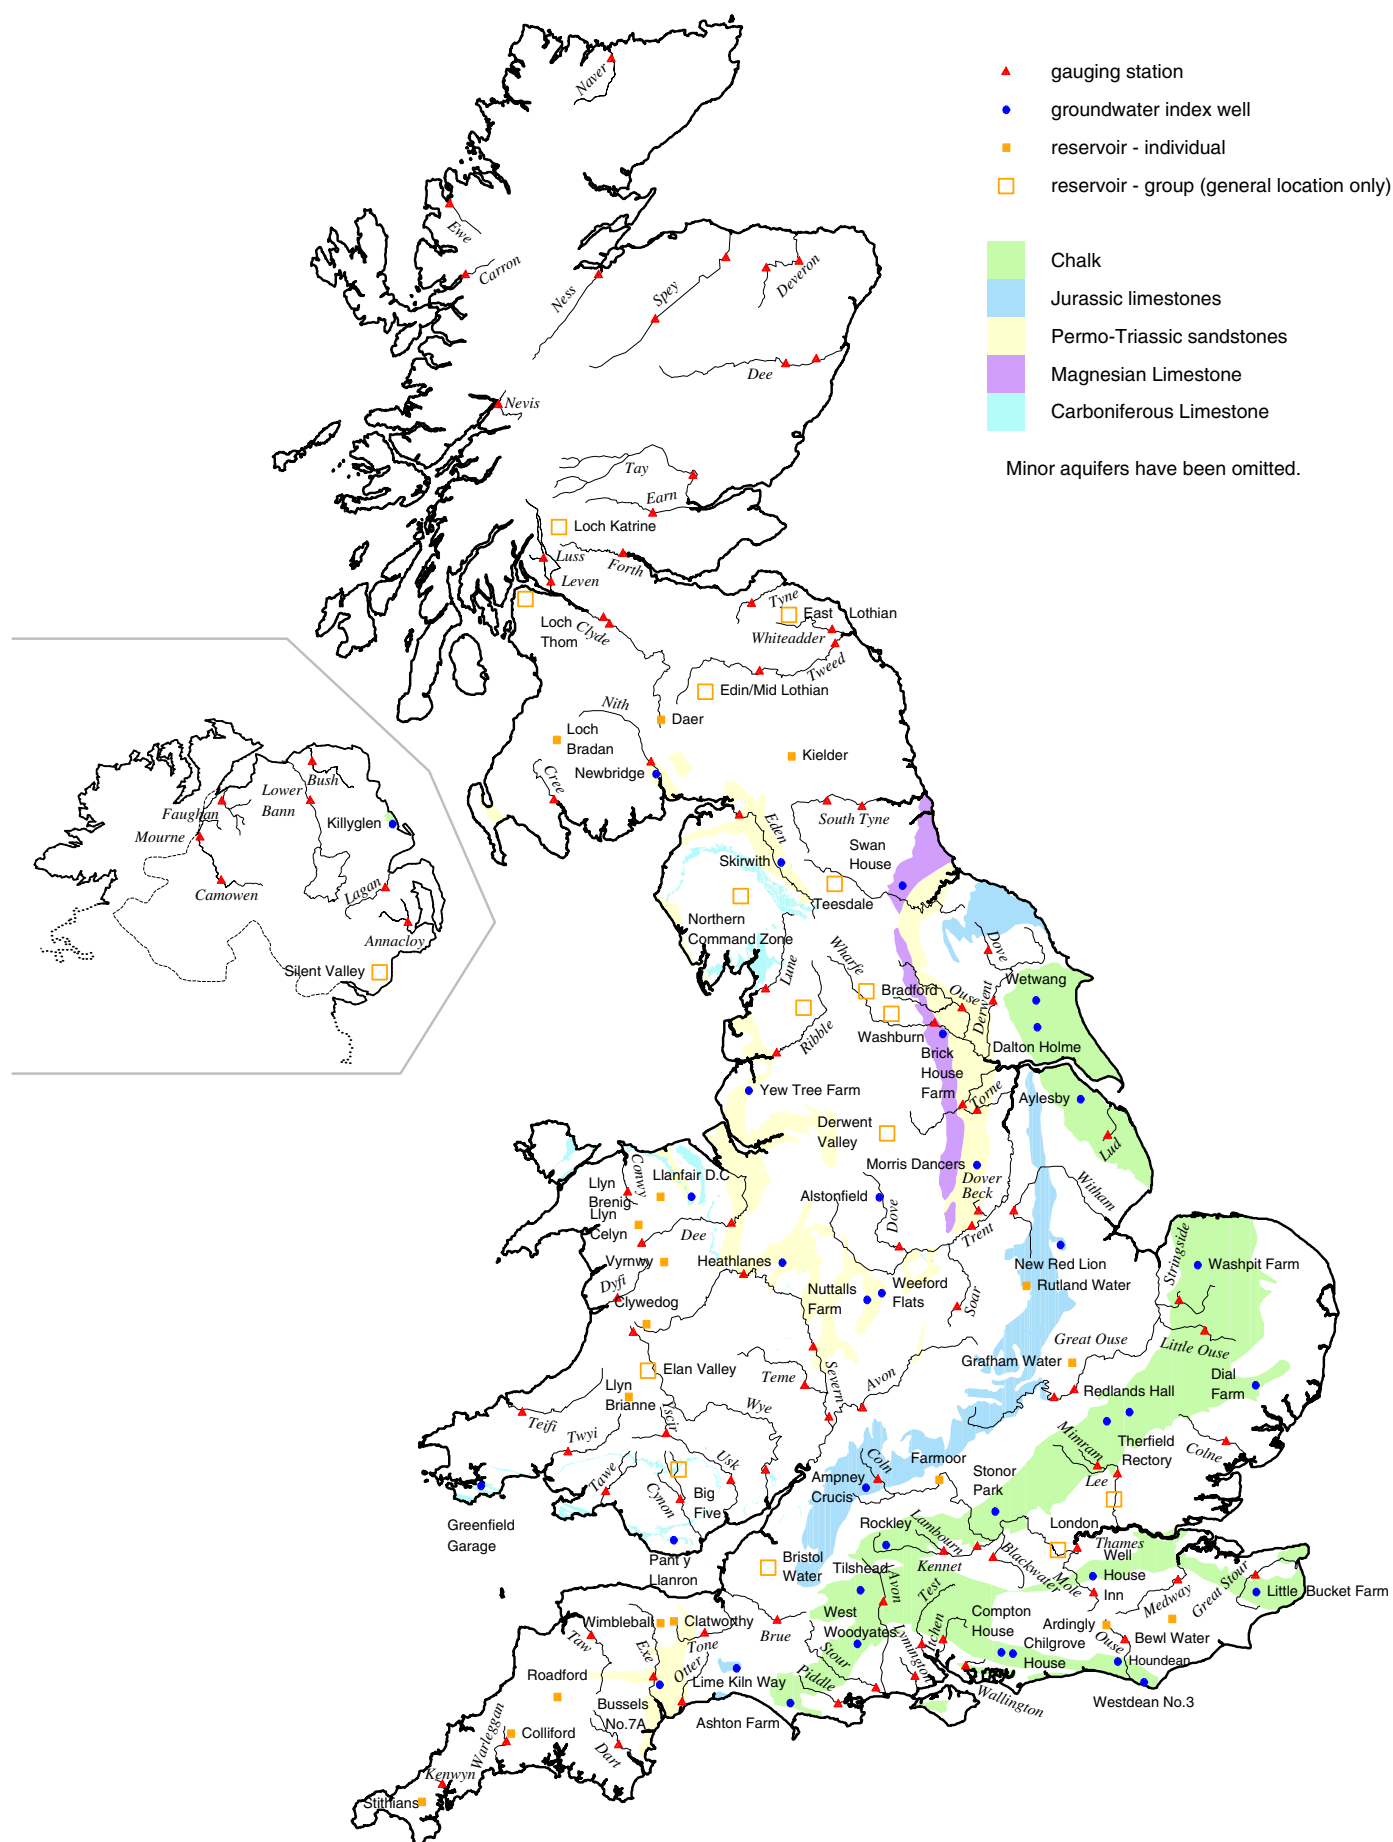 gauging station
groundwater index well
reservoir - individual
reservoir - group (general location only)
Chalk
Jurassic limestones
Permo-Triassic sandstones
Magnesian Limestone
Carboniferous Limestone
Minor aquifers have been omitted.
Naver
Ewe
Carron
Ness
Spey
Deveron
Dee
Nevis
Tay
Earn
Loch Katrine
Luss
Forth
Leven
Loch
Thom
Clyde
Tyne
East Lothian
Whiteadder
Tweed
Edin/Mid Lothian
Nith
Daer
Loch
Bradan
Newbridge
Kielder
Cree
Bush
Lower
Bann
Faughan
Killyglen
Mourne
Camowen
Lagan
Annacloy
Silent Valley
Eden
South Tyne
Swan
House
Skirwith
Teesdale
Northern
Command Zone
Lune
Wharfe
Dove
Bradford
Ouse
Derwent
Wetwang
Washburn
Ribble
Brick
House
Farm
Dalton Holme
Yew Tree Farm
Torne
Aylesby
Lud
Derwent
Valley
Morris Dancers
Dover
Beck
Witham
Conwy
Llanfair D.C
Llyn
Brenig
Llyn
Celyn
Alstonfield
Dove
Dee
Trent
Vyrnwy
Heathlanes
New Red Lion
Rutland Water
Stringside
Washpit Farm
Dyfi
Clywedog
Nuttalls
Farm
Weeford
Flats
Soar
Great Ouse
Little Ouse
Elan Valley
Teme
Severn
Avon
Grafham Water
Redlands Hall
Dial
Farm
Llyn
Brianne
Yscir
Wye
Teifi
Twyi
Mimram
Therfield
Rectory
Colne
Tawe
Usk
Coln
Farmoor
Ampney
Crucis
Stonor
Park
Lee
Cynon
Big
Five
Greenfield
Garage
Rockley
Lambourn
London
Thames
Pant y
Llanron
Bristol
Water
Kennet
Blackwater
Mole
Well
House
Inn
Tilshead
Avon
Test
Medway
Great Stour
Little Bucket Farm
Wimbleball
Clatworthy
Taw
Exe
Tone
Brue
West
Woodyates
Stour
Lymington
Itchen
Compton
House
Chilgrove
House
Ardingly
Ouse
Bewl Water
Houndean
Roadford
Otter
Lime Kiln Way
Piddle
Wallington
Westdean No.3
Bussels
No.7A
Ashton Farm
Warleggan
Colliford
Dart
Kenwyn
Stithians